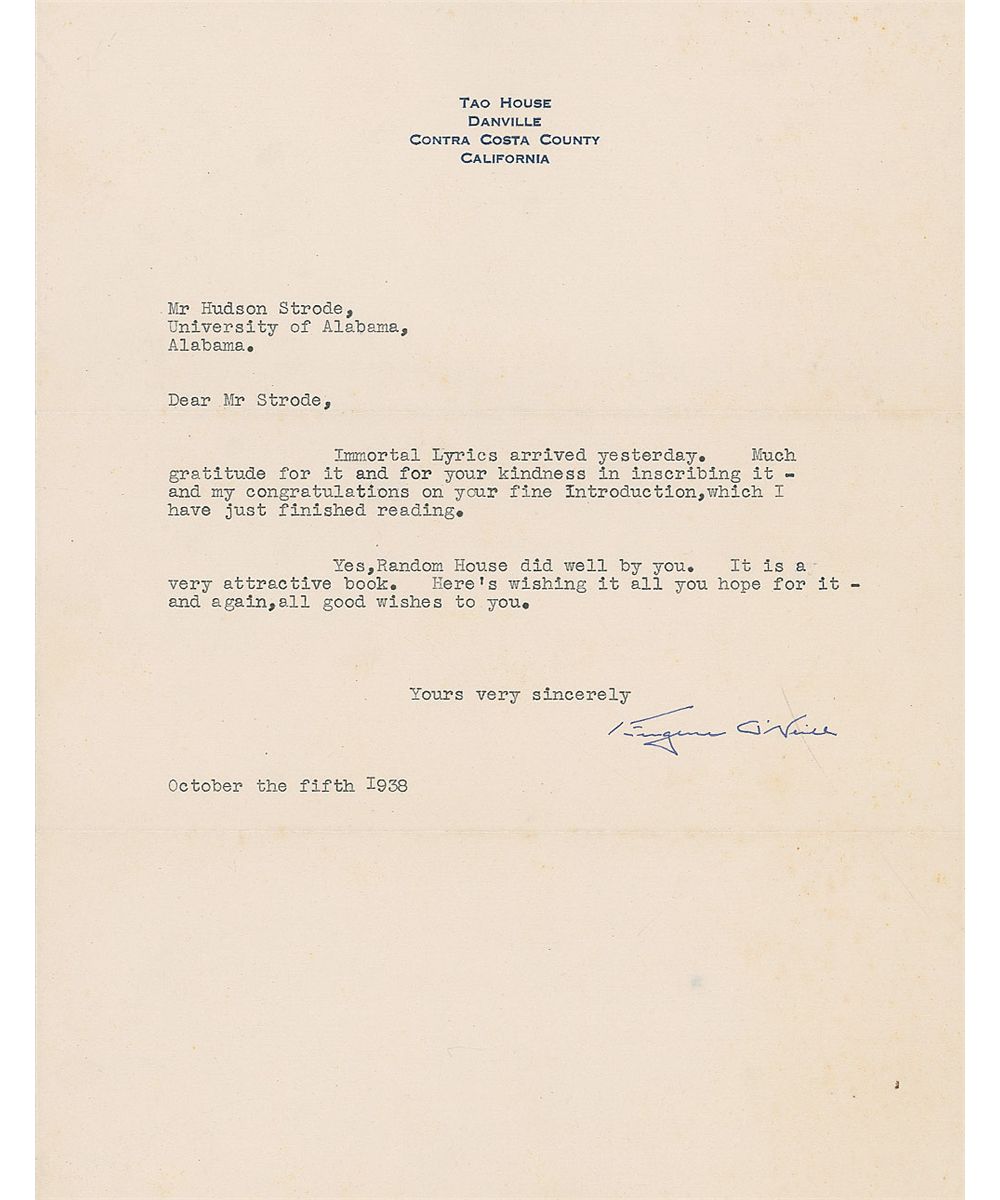 TAO HOUSE
DANVILLE
CONTRA COSTA COUNTY
CALIFORNIA
Mr Hudson Strode,
University of Alabama,
Alabama.
Dear Mr Strode,
Immortal Lyrics arrived yesterday. Much
gratitude for it and for your kindness in inscribing it -
and my congratulations on your fine Introduction,which I
have just finished reading.
Yes,Random House did well by you. It is a
very attractive book. Here's wishing it all you hope for it -
and again,all good wishes to you.
Yours very sincerely
Eugene O'Neill
October the fifth 1938